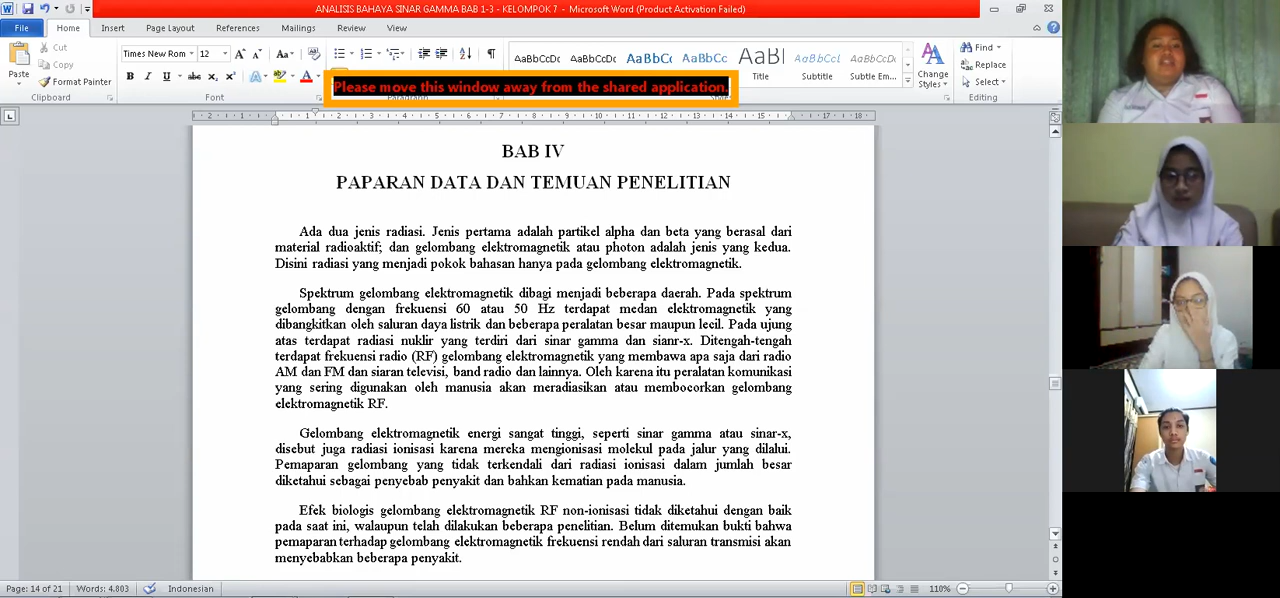 ANALISIS BAHAYA SINAR GAMMA BAB 1-3 - KELOMPOK 7 - Microsoft Word (Product Activation Failed)
File Home Insert Page Layout References Mailings Review View
Paste
Cut
Copy
Format Painter
Clipboard
Times New Rom 12
Font
Paragraph
AaBbCcDc AaBbCcDc AaBbC AaBbCc AaB AaBbCcL AaBbCcDc
Title Subtitle Subtle Em...
Change
Styles
Find
Replace
Select
Editing
Please move this window away from the shared application.
BAB IV
PAPARAN DATA DAN TEMUAN PENELITIAN
Ada dua jenis radiasi. Jenis pertama adalah partikel alpha dan beta yang berasal dari
material radioaktif; dan gelombang elektromagnetik atau photon adalah jenis yang kedua.
Disini radiasi yang menjadi pokok bahasan hanya pada gelombang elektromagnetik.
Spektrum gelombang elektromagnetik dibagi menjadi beberapa daerah. Pada spektrum
gelombang dengan frekuensi 60 atau 50 Hz terdapat medan elektromagnetik yang
dibangkitkan oleh saluran daya listrik dan beberapa peralatan besar maupun lecil. Pada ujung
atas terdapat radiasi nuklir yang terdiri dari sinar gamma dan sianr-x. Ditengah-tengah
terdapat frekuensi radio (RF) gelombang elektromagnetik yang membawa apa saja dari radio
AM dan FM dan siaran televisi, band radio dan lainnya. Oleh karena itu peralatan komunikasi
yang sering digunakan oleh manusia akan meradiasikan atau membocorkan gelombang
elektromagnetik RF.
Gelombang elektromagnetik energi sangat tinggi, seperti sinar gamma atau sinar-x,
disebut juga radiasi ionisasi karena mereka mengionisasi molekul pada jalur yang dilalui.
Pemaparan gelombang yang tidak terkendali dari radiasi ionisasi dalam jumlah besar
diketahui sebagai penyebab penyakit dan bahkan kematian pada manusia.
Efek biologis gelombang elektromagnetik RF non-ionisasi tidak diketahui dengan baik
pada saat ini, walaupun telah dilakukan beberapa penelitian. Belum ditemukan bukti bahwa
pemaparan terhadap gelombang elektromagnetik frekuensi rendah dari saluran transmisi akan
menyebabkan beberapa penyakit.
Page: 14 of 21 Words: 4.803 Indonesian 110%